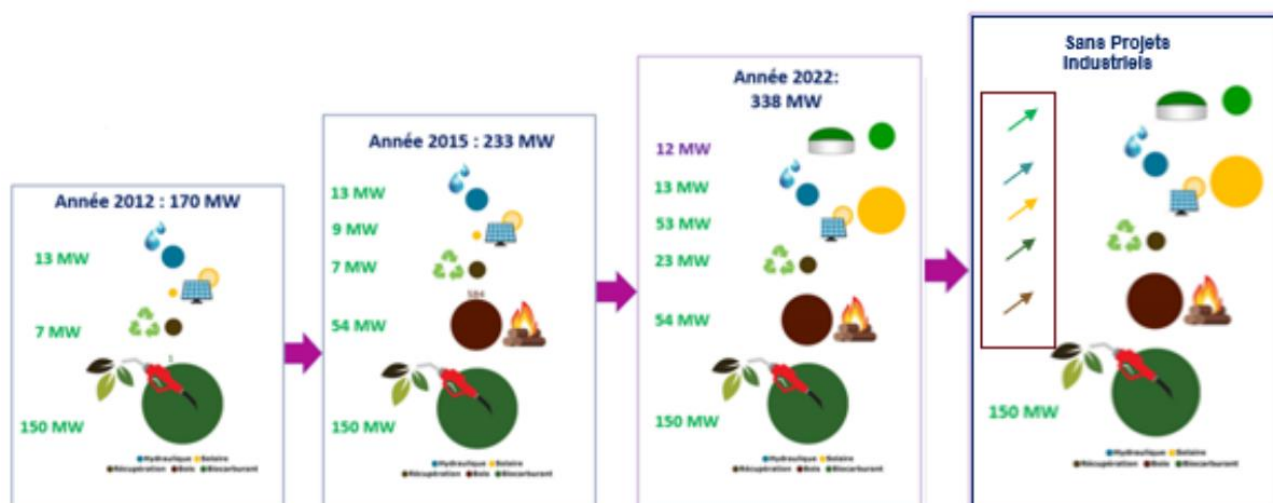 Année 2012 : 170 MW
13 MW
7 MW
1
150 MW
Hydraulique Solaire
Récupération Bois Biocarburant
Année 2015 : 233 MW
13 MW
9 MW
7 MW
584
54 MW
150 MW
Hydraulique Solaire
Récupération Bois Biocarburant
Année 2022:
338 MW
12 MW
13 MW
53 MW
23 MW
54 MW
150 MW
Hydraulique Solaire
Récupération Bois Biocarburant
Sans Projets
Industriels
150 MW
Hydraulique Solaire
Récupération Bois Biocarburant